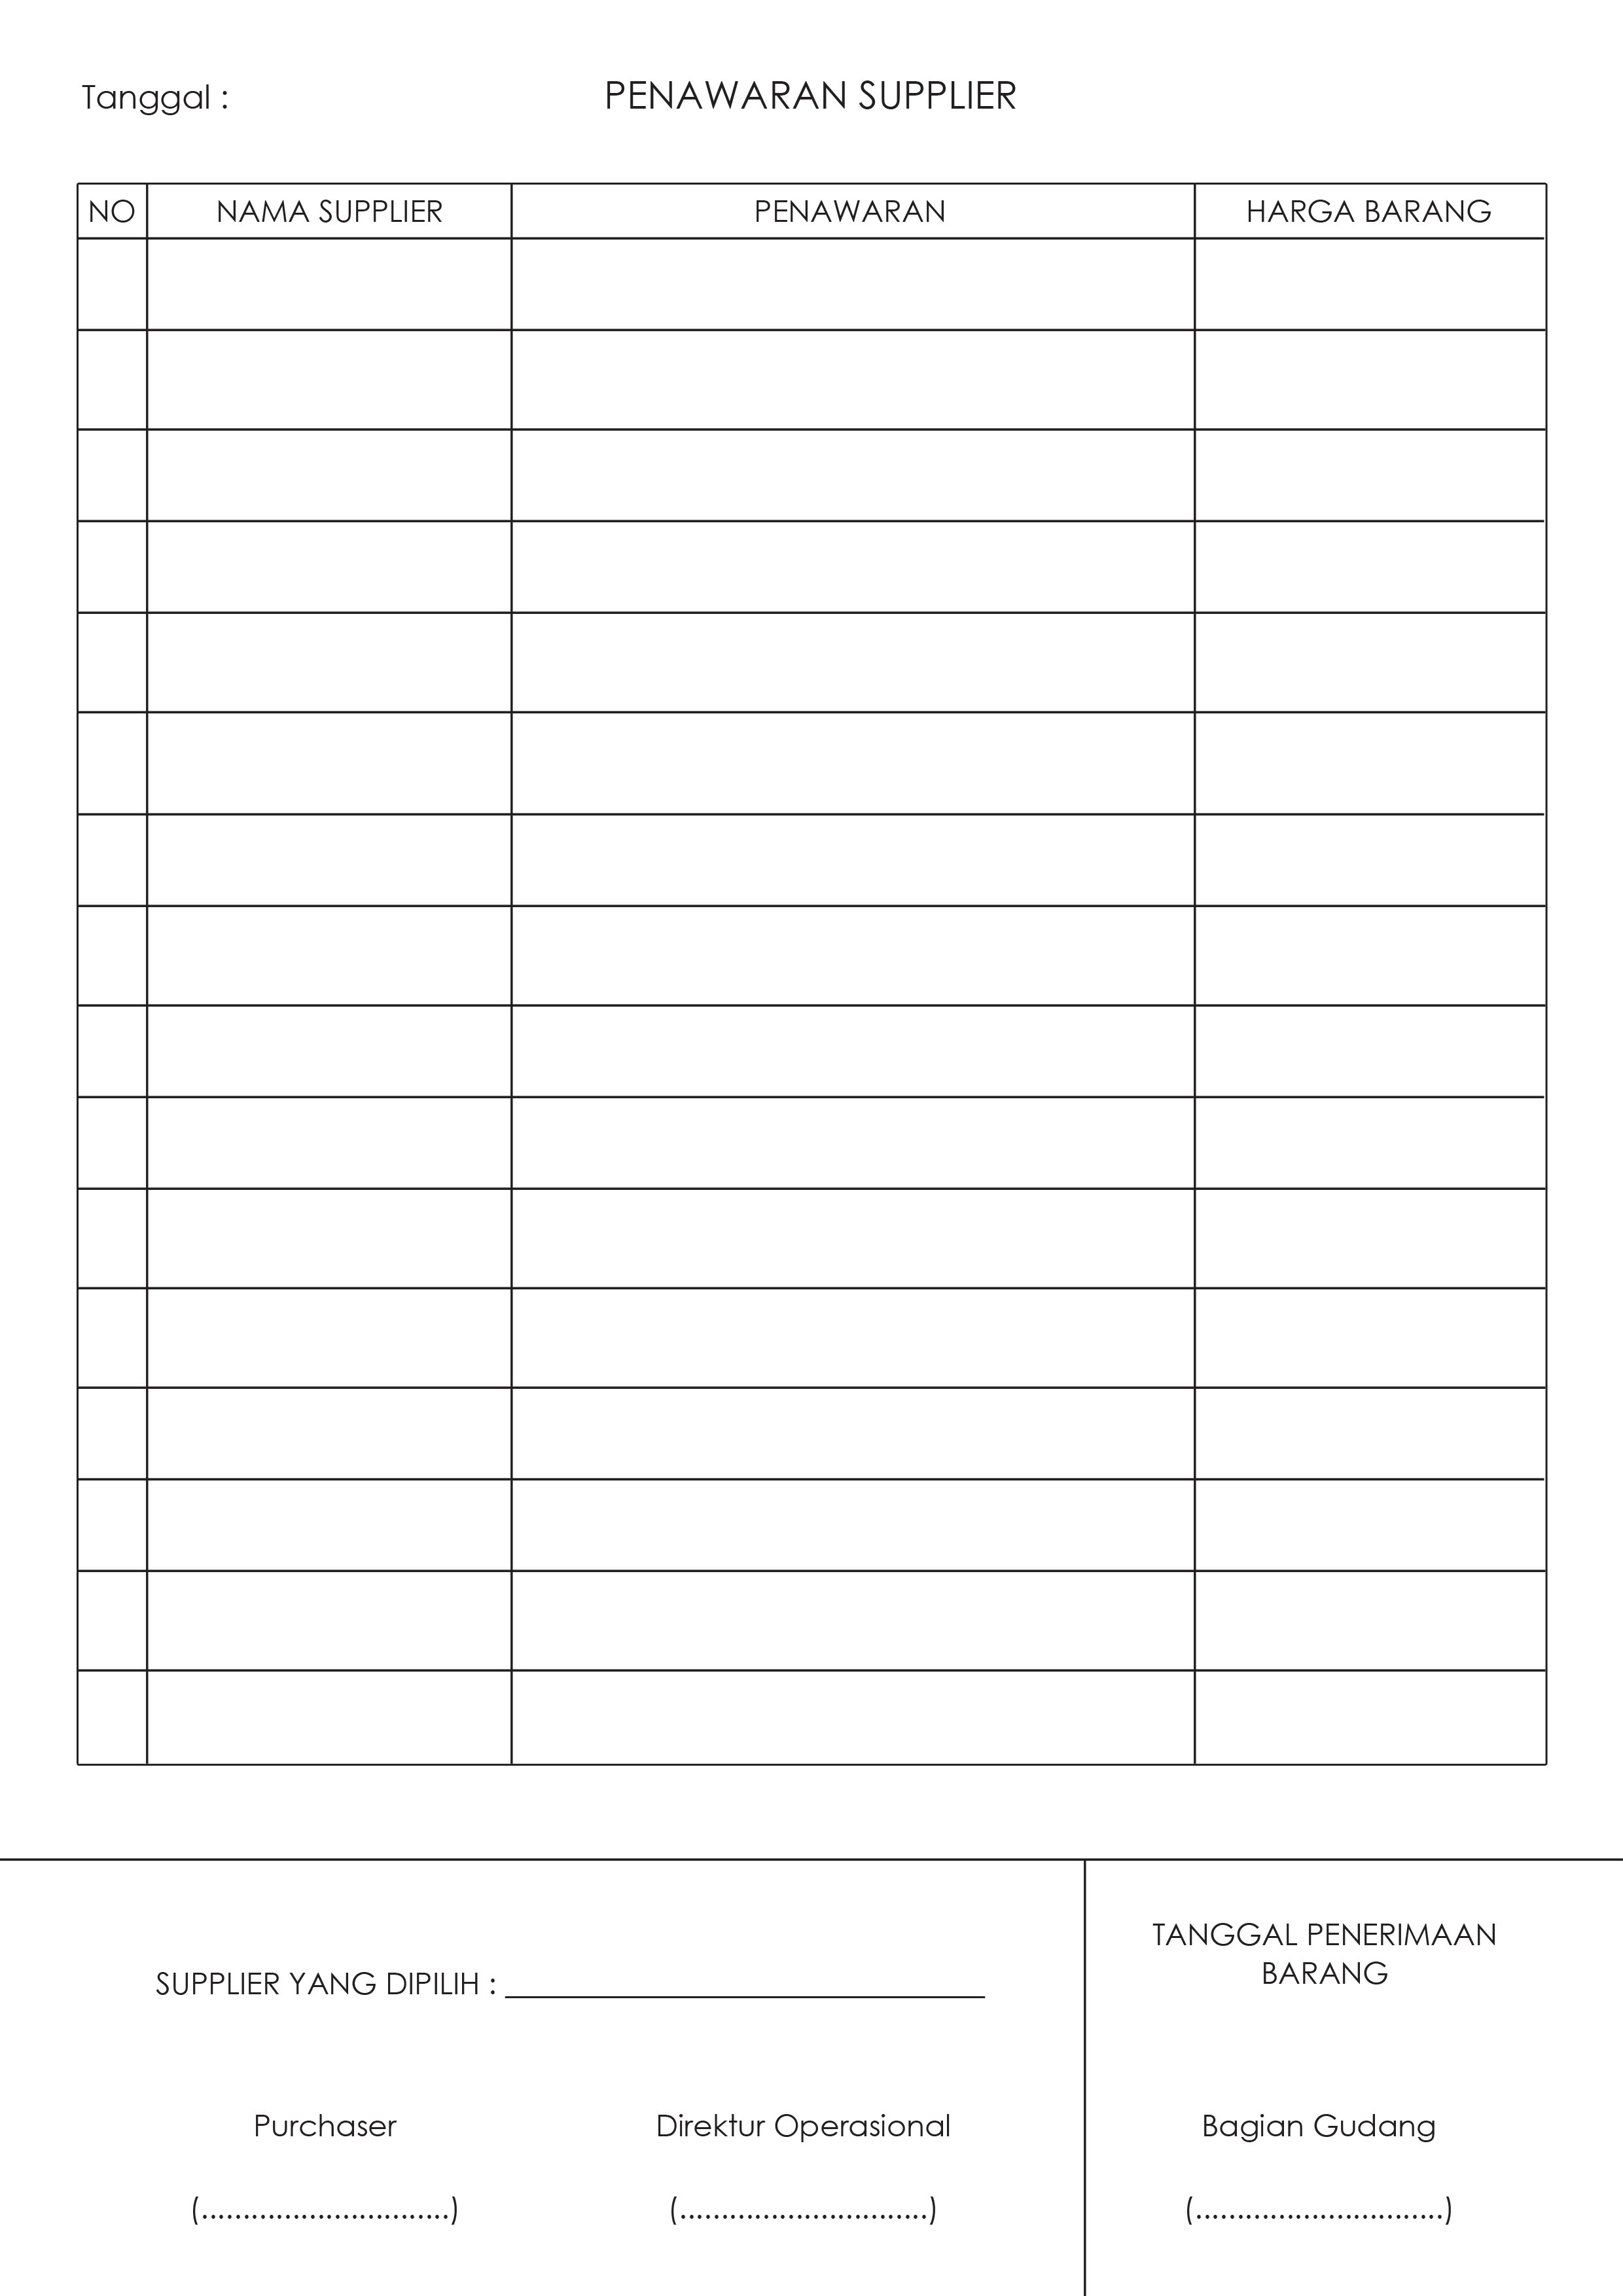 Tanggal :
PENAWARAN SUPPLIER
NO NAMA SUPPLIER PENAWARAN HARGA BARANG
TANGGAL PENERIMAAN
BARANG
SUPPLIER YANG DIPILIH : ______________________________
Purchaser Direktur Operasional Bagian Gudang
(..............................) (..............................) (..............................)